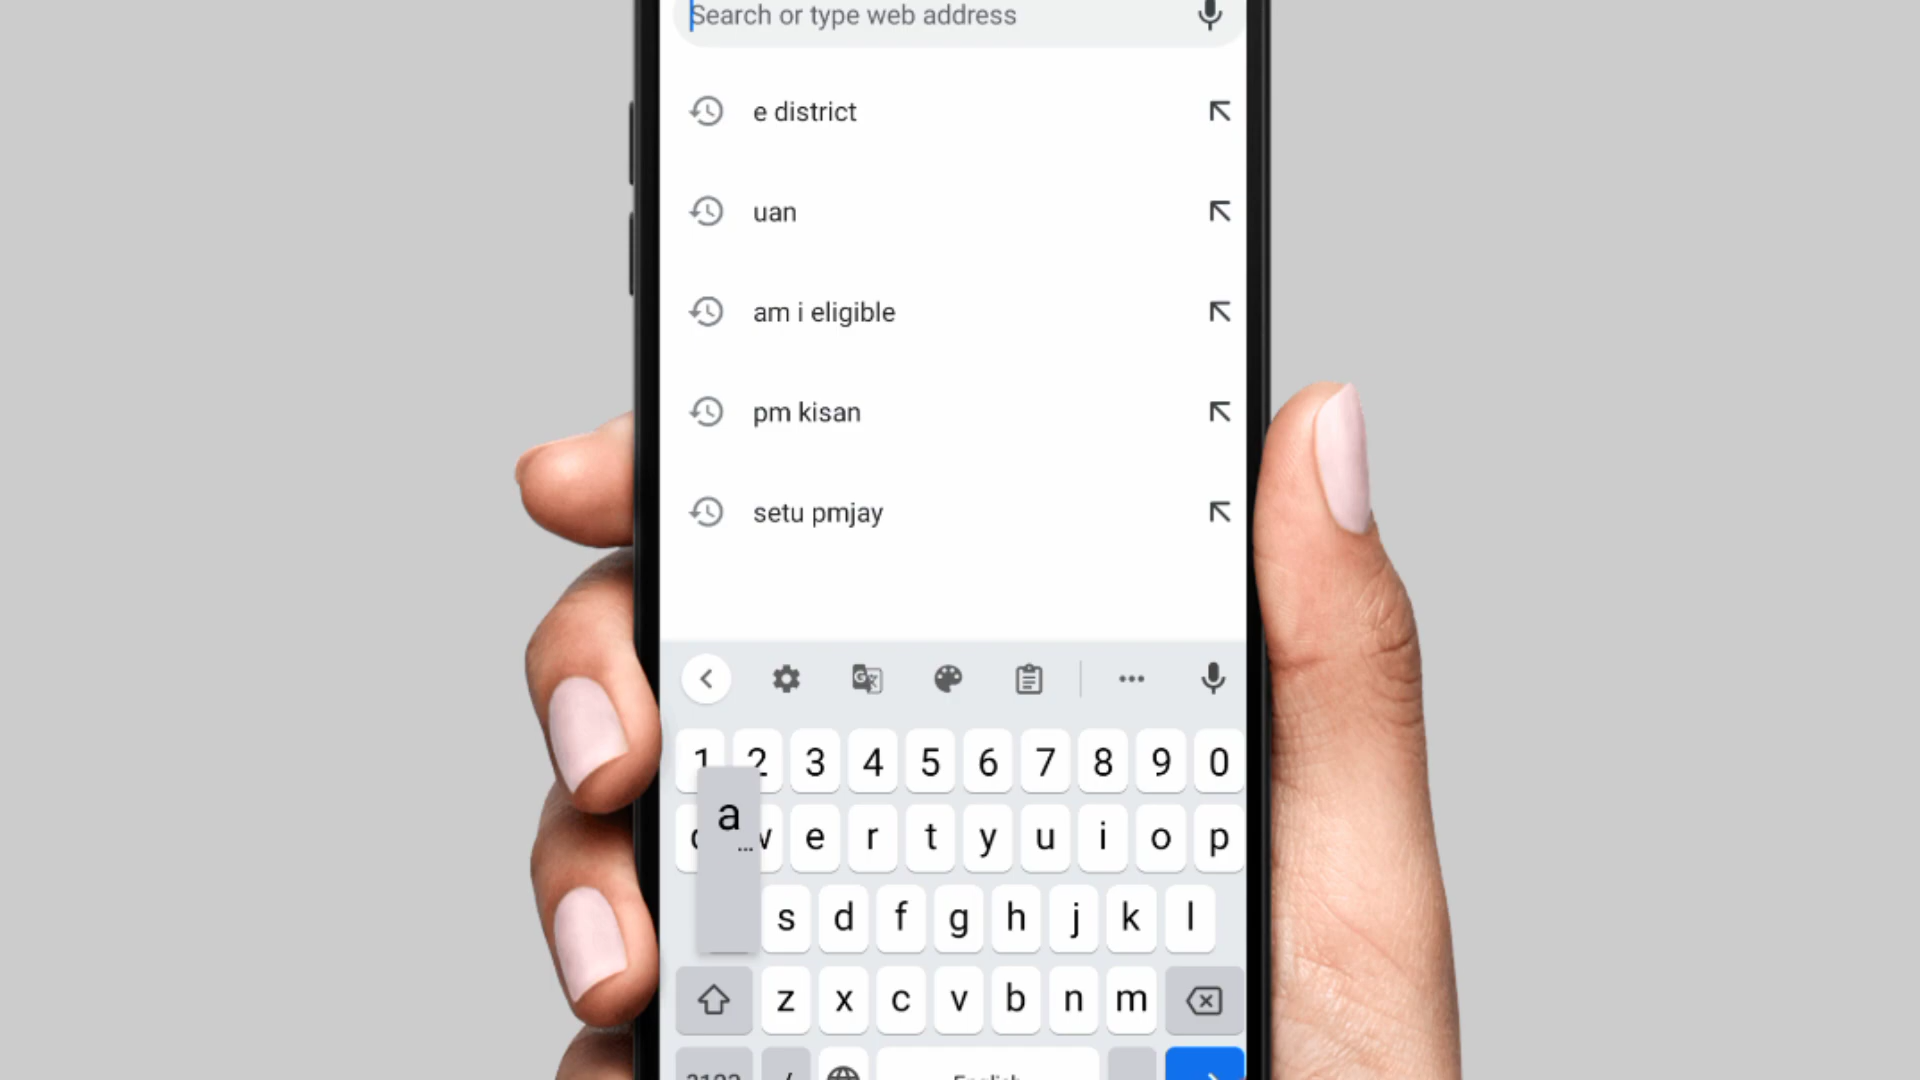 Search or type web address
e district
uan
am i eligible
pm kisan
setu pmjay
1 2 3 4 5 6 7 8 9 0
a
e r t y u i o p
s d f g h j k l
z x c v b n m
English